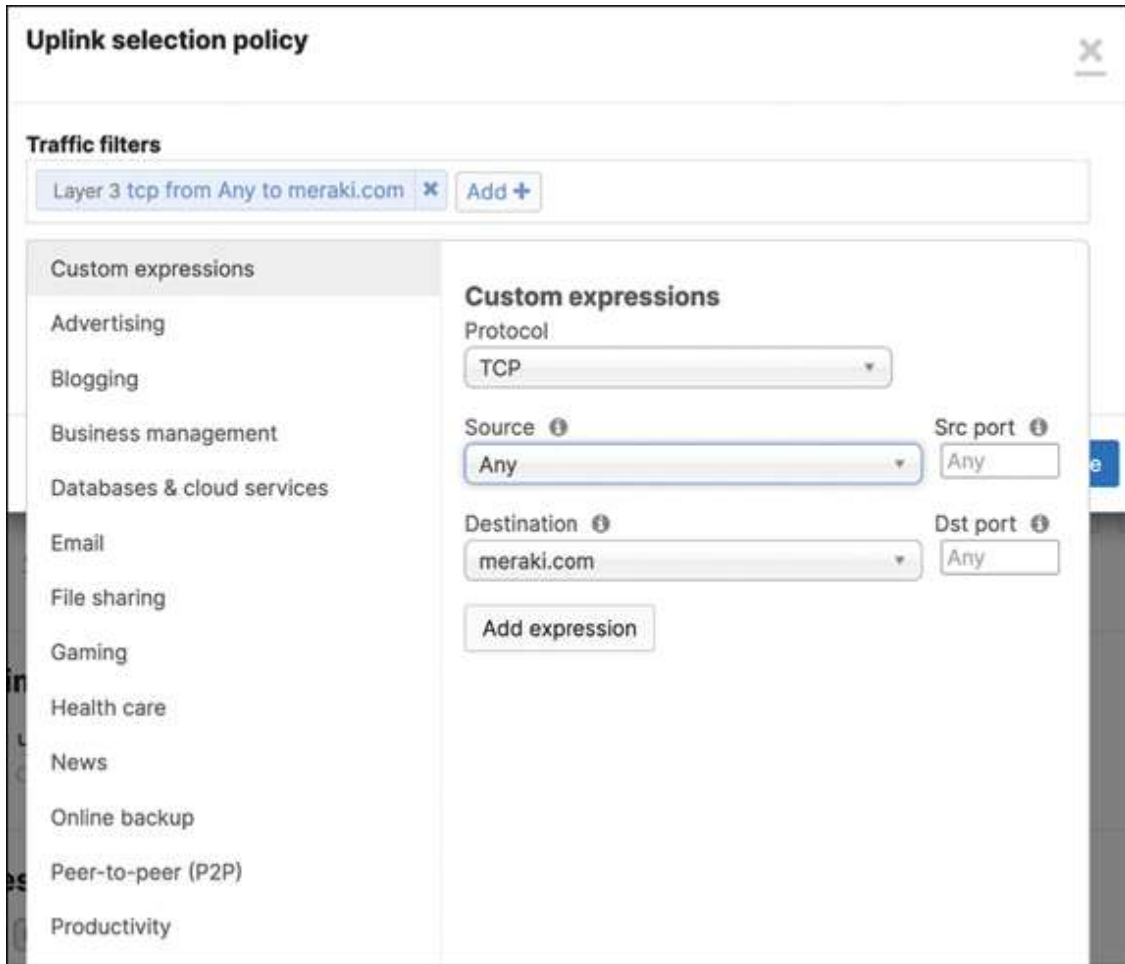 Uplink selection policy
Traffic filters
Layer 3 tcp from Any to meraki.com
Add +
Custom expressions
Advertising
Blogging
Business management
Databases & cloud services
Email
File sharing
Gaming
Health care
News
Online backup
Peer-to-peer (P2P)
Productivity
Custom expressions
Protocol
TCP
Source
Src port
Any
Any
Destination
Dst port
meraki.com
Any
Add expression